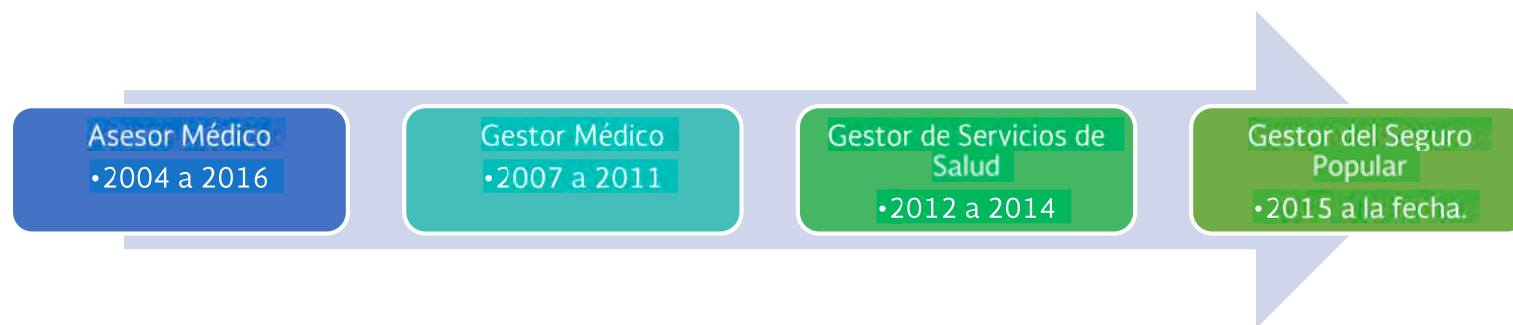 Asesor Médico
•2004 a 2016
Gestor Médico
•2007 a 2011
Gestor de Servicios de
Salud
•2012 a 2014
Gestor del Seguro
Popular
•2015 a la fecha.